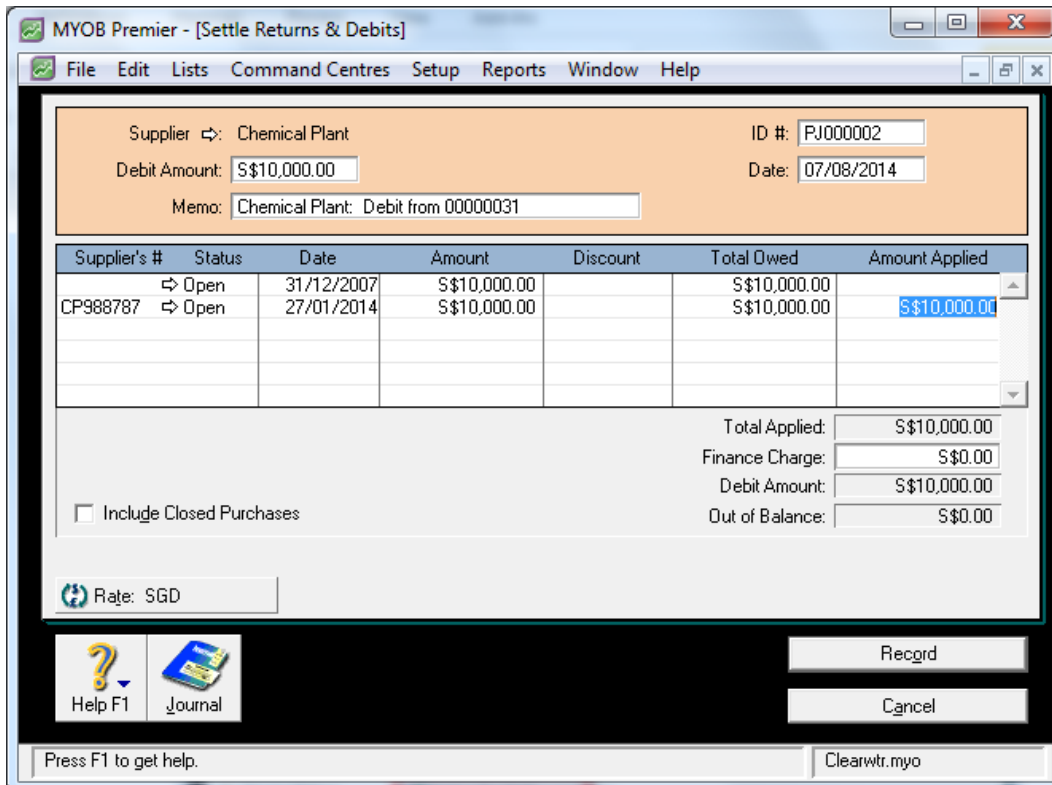 MYOB Premier - [Settle Returns & Debits]
File Edit Lists Command Centres Setup Reports Window Help
Supplier ⇨: Chemical Plant ID #: PJ000002
Debit Amount: S$10,000.00 Date: 07/08/2014
Memo: Chemical Plant: Debit from 00000031
Supplier's # Status Date Amount Discount Total Owed Amount Applied
⇨ Open 31/12/2007 S$10,000.00 S$10,000.00
CP988787 ⇨ Open 27/01/2014 S$10,000.00 S$10,000.00 S$10,000.00
Total Applied: S$10,000.00
Finance Charge: S$0.00
Debit Amount: S$10,000.00
Include Closed Purchases Out of Balance: S$0.00
Rate: SGD
Help F1 Journal
Record
Cancel
Press F1 to get help. Clearwtr.myo